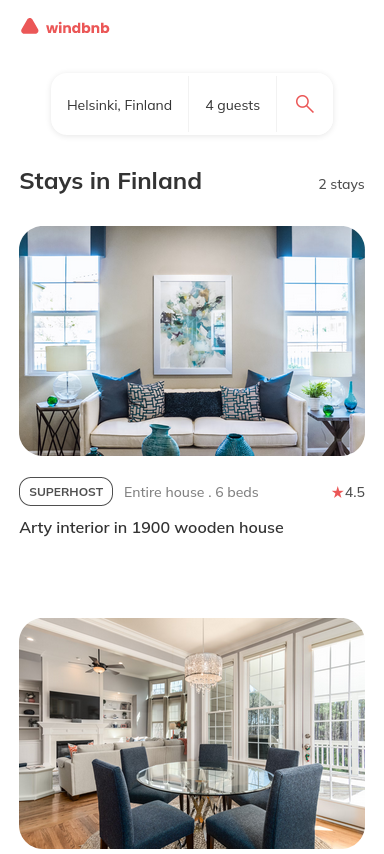 windbnb
Helsinki, Finland 4 guests
Stays in Finland 2 stays
SUPERHOST Entire house . 6 beds ★4.5
Arty interior in 1900 wooden house